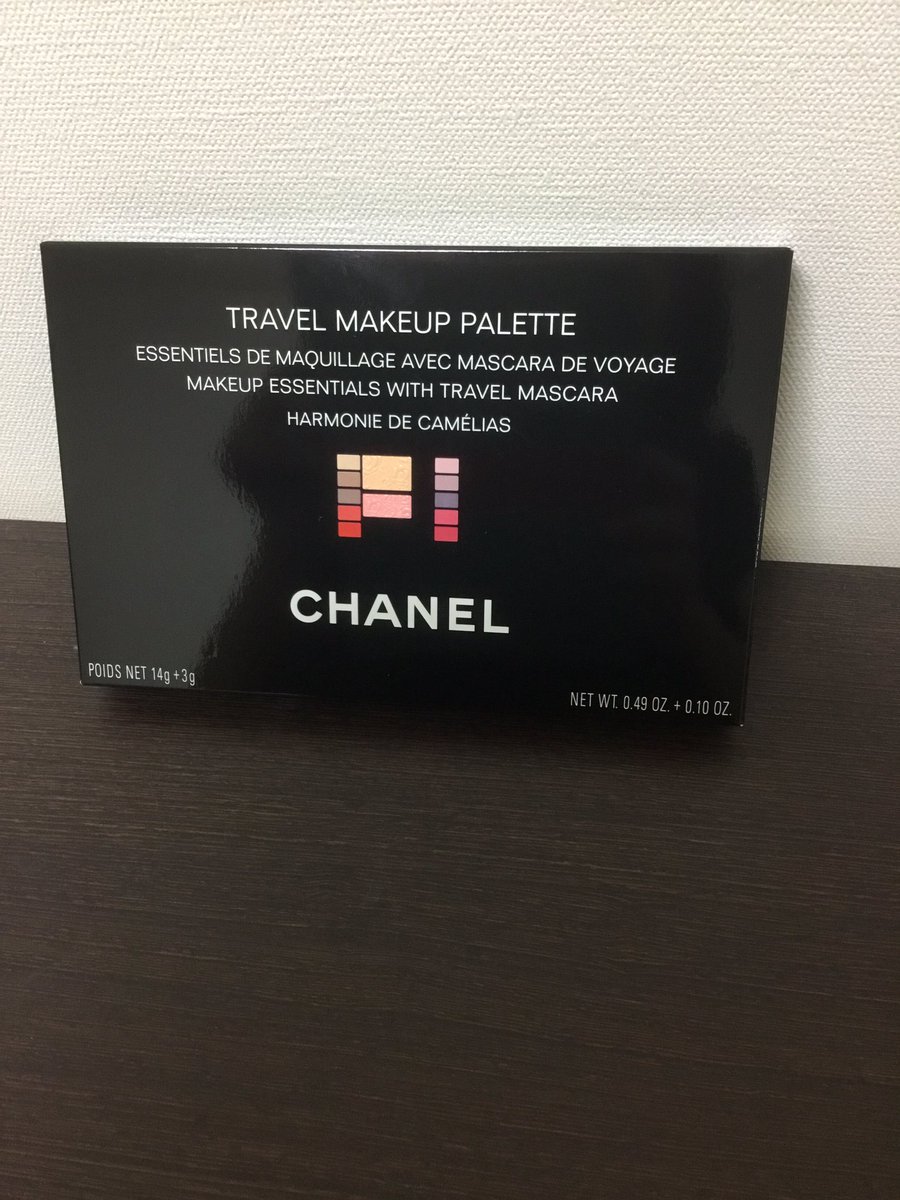 TRAVEL MAKEUP PALETTE
ESSENTIELS DE MAQUILLAGE AVEC MASCARA DE VOYAGE
MAKEUP ESSENTIALS WITH TRAVEL MASCARA
HARMONIE DE CAMÉLIAS
CHANEL
POIDS NET 14g + 3g
NET WT. 0.49 OZ. + 0.10 OZ.